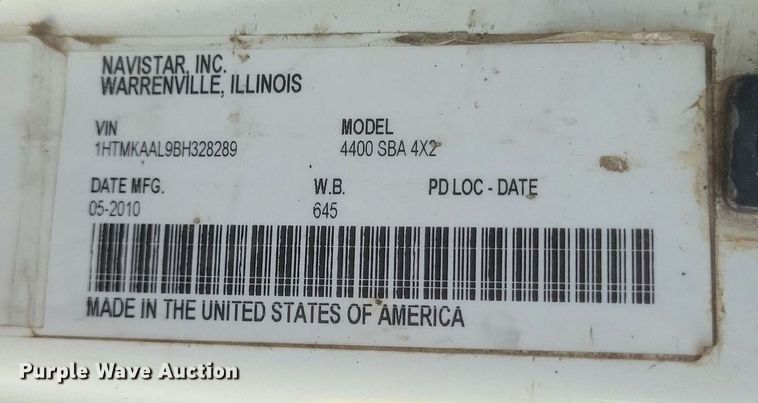 NAVISTAR, INC.
WARRENVILLE, ILLINOIS
VIN MODEL
1HTMKAAL9BH328289 4400 SBA 4X2
DATE MFG. W.B. PD LOC - DATE
05-2010 645
MADE IN THE UNITED STATES OF AMERICA
Purple Wave Auction